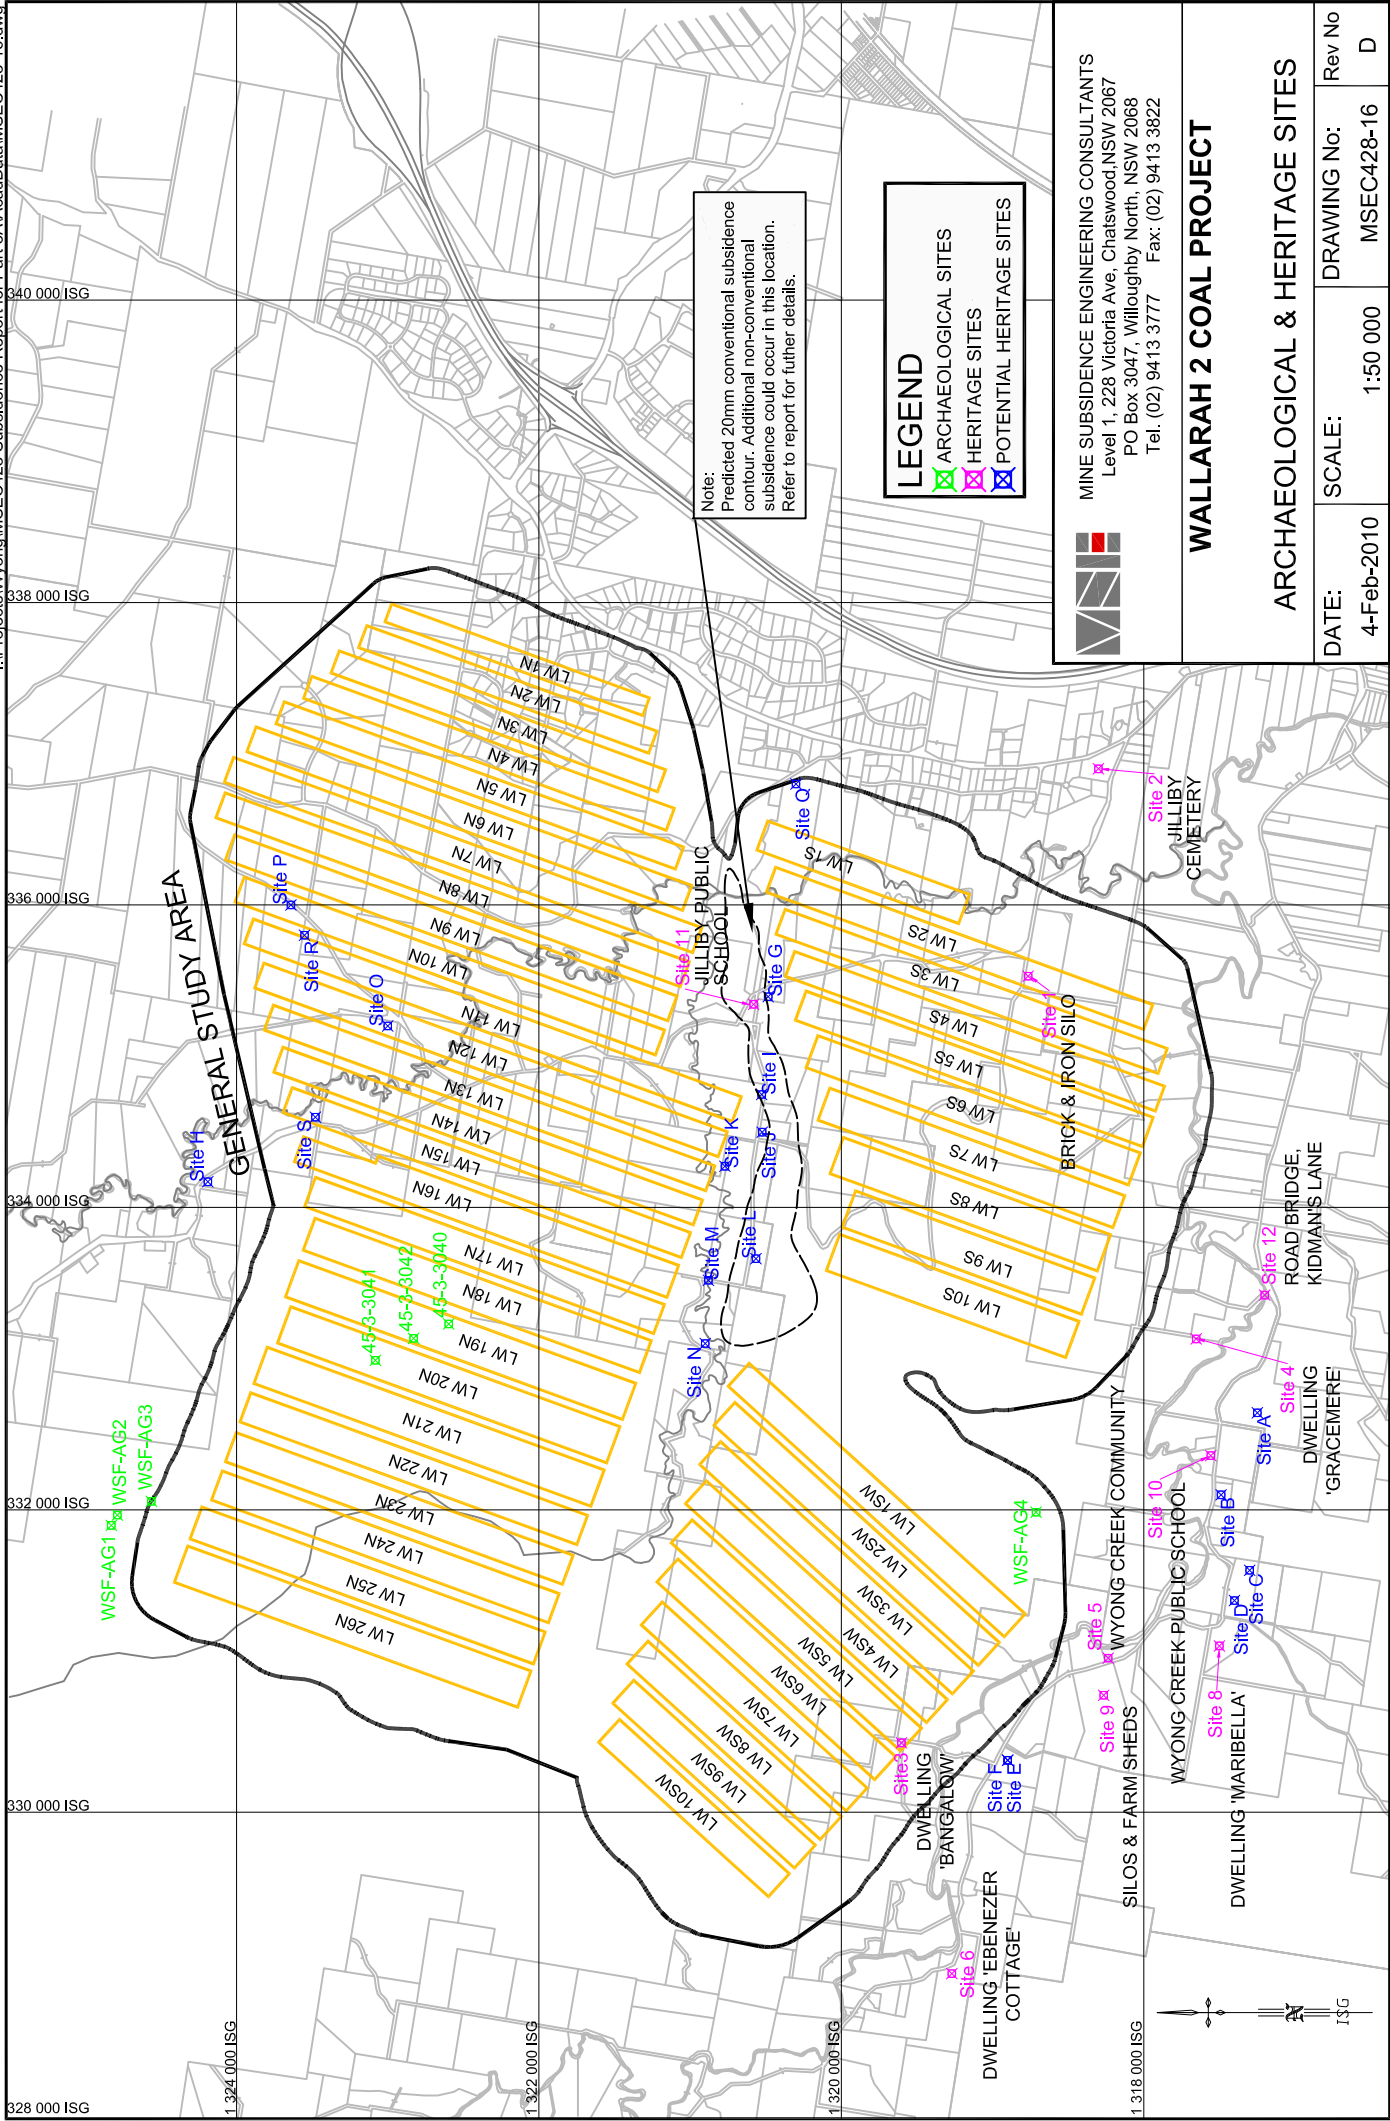 340 000 ISG
338 000 ISG
336 000 ISG
334 000 ISG
332 000 ISG
330 000 ISG
328 000 ISG
1 324 000 ISG
1 322 000 ISG
1 320 000 ISG
1 318 000 ISG
GENERAL STUDY AREA
LW 1N
LW 2N
LW 3N
LW 4N
LW 5N
LW 6N
LW 7N
LW 8N
LW 9N
LW 10N
LW 11N
LW 12N
LW 13N
LW 14N
LW 15N
LW 16N
LW 17N
LW 18N
LW 19N
LW 20N
LW 21N
LW 22N
LW 23N
LW 24N
LW 25N
LW 26N
LW 1S
LW 2S
LW 3S
LW 4S
LW 5S
LW 6S
LW 7S
LW 8S
LW 9S
LW 10S
LW 1SW
LW 2SW
LW 3SW
LW 4SW
LW 5SW
LW 6SW
LW 7SW
LW 8SW
LW 9SW
LW 10SW
WSF-AG1
WSF-AG2
WSF-AG3
WSF-AG4
45-3-3041
45-3-3042
45-3-3040
Site H
Site S
Site P
Site R
Site O
Site Q
Site G
Site I
Site J
Site K
Site L
Site M
Site N
Site F
Site E
Site A
Site B
Site C
Site D
Site 11
JILLIBY PUBLIC
SCHOOL
Site 1
BRICK & IRON SILO
Site 2
JILLIBY
CEMETERY
Site 12
ROAD BRIDGE,
KIDMAN'S LANE
Site 4
DWELLING
'GRACEMERE'
Site 10
WYONG CREEK PUBLIC SCHOOL
Site 5
WYONG CREEK COMMUNITY
Site 9
SILOS & FARM SHEDS
Site 8
DWELLING 'MARIBELLA'
Site3
DWELLING
'BANGALOW'
Site 6
DWELLING 'EBENEZER
COTTAGE'
N
ISG
Note:
Predicted 20mm conventional subsidence
contour. Additional non-conventional
subsidence could occur in this location.
Refer to report for futher details.
LEGEND
ARCHAEOLOGICAL SITES
HERITAGE SITES
POTENTIAL HERITAGE SITES
MINE SUBSIDENCE ENGINEERING CONSULTANTS
Level 1, 228 Victoria Ave, Chatswood,NSW 2067
PO Box 3047, Willoughby North, NSW 2068
Tel. (02) 9413 3777 Fax: (02) 9413 3822
WALLARAH 2 COAL PROJECT
ARCHAEOLOGICAL & HERITAGE SITES
DATE:
4-Feb-2010
SCALE:
1:50 000
DRAWING No:
MSEC428-16
Rev No
D